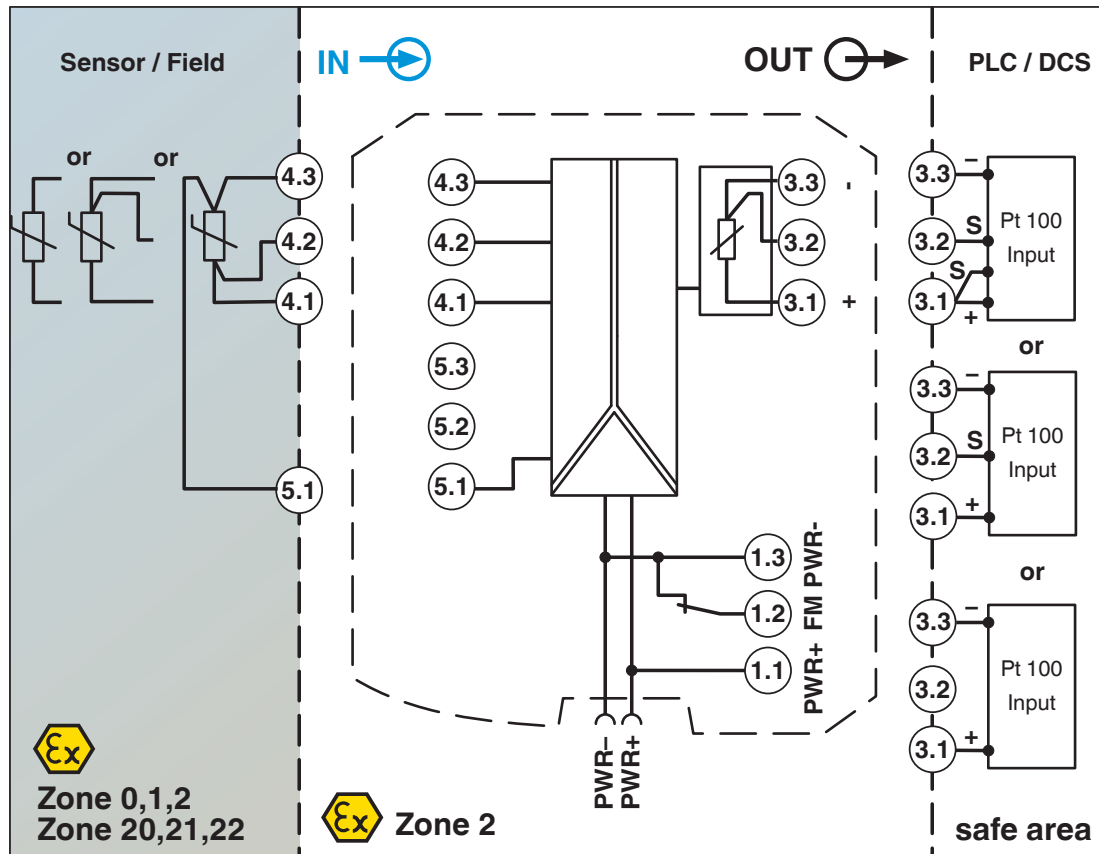 Sensor / Field
IN
OUT
PLC / DCS
or or
4.3
4.2
4.1
5.1
4.3
4.2
4.1
5.3
5.2
5.1
3.3 -
3.2
3.1 +
1.3
1.2
1.1
PWR+ FM PWR-
PWR–
PWR+
3.3 –
3.2 S
S
3.1 +
Pt 100
Input
or
3.3 –
3.2 S
3.1 +
Pt 100
Input
or
3.3 –
3.2
3.1 +
Pt 100
Input
Ex
Zone 0,1,2
Zone 20,21,22
Ex Zone 2
safe area